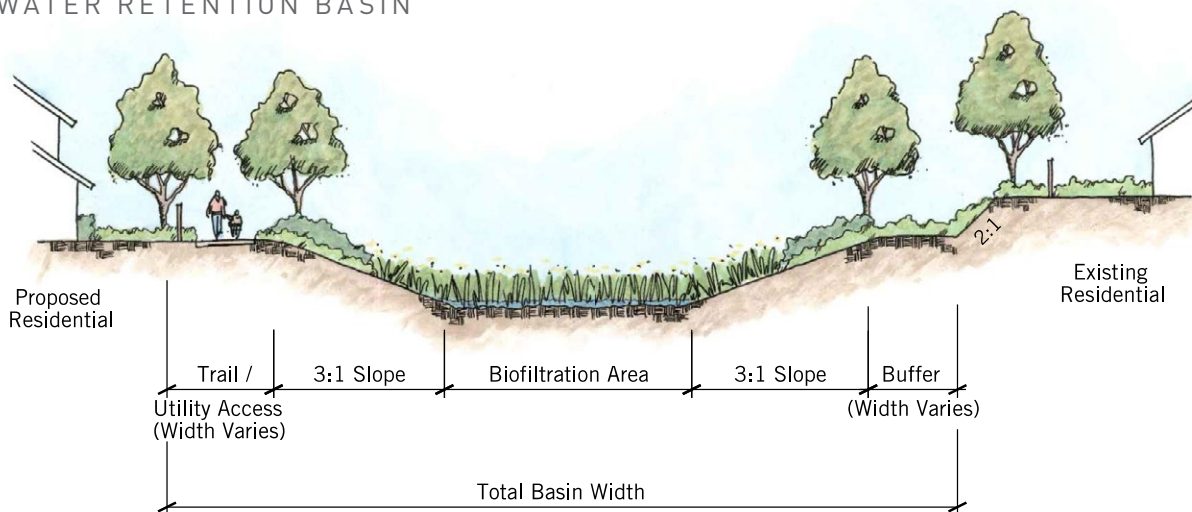 WATER RETENTION BASIN
2:1
Proposed
Residential
Existing
Residential
Trail /
Utility Access
(Width Varies)
3:1 Slope
Biofiltration Area
3:1 Slope
Buffer
(Width Varies)
Total Basin Width